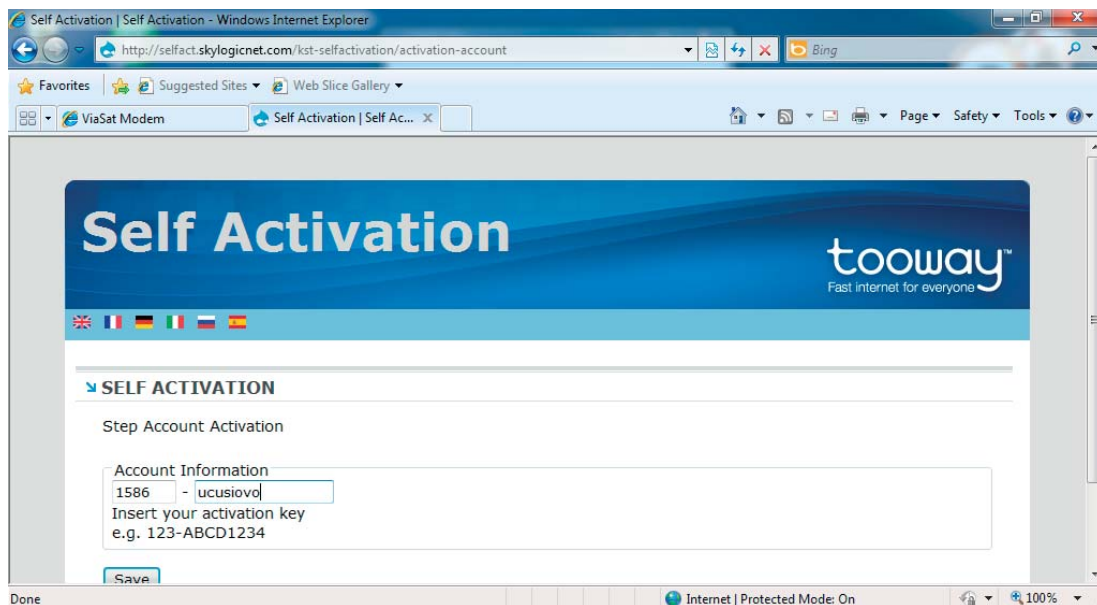 Self Activation | Self Activation - Windows Internet Explorer
http://selfact.skylogicnet.com/kst-selfactivation/activation-account
Bing
Favorites
Suggested Sites
Web Slice Gallery
ViaSat Modem
Self Activation | Self Ac...
Page
Safety
Tools
Self Activation
tooway™
Fast internet for everyone
SELF ACTIVATION
Step Account Activation
Account Information
1586 - ucusiovo
Insert your activation key
e.g. 123-ABCD1234
Save
Done
Internet | Protected Mode: On
100%